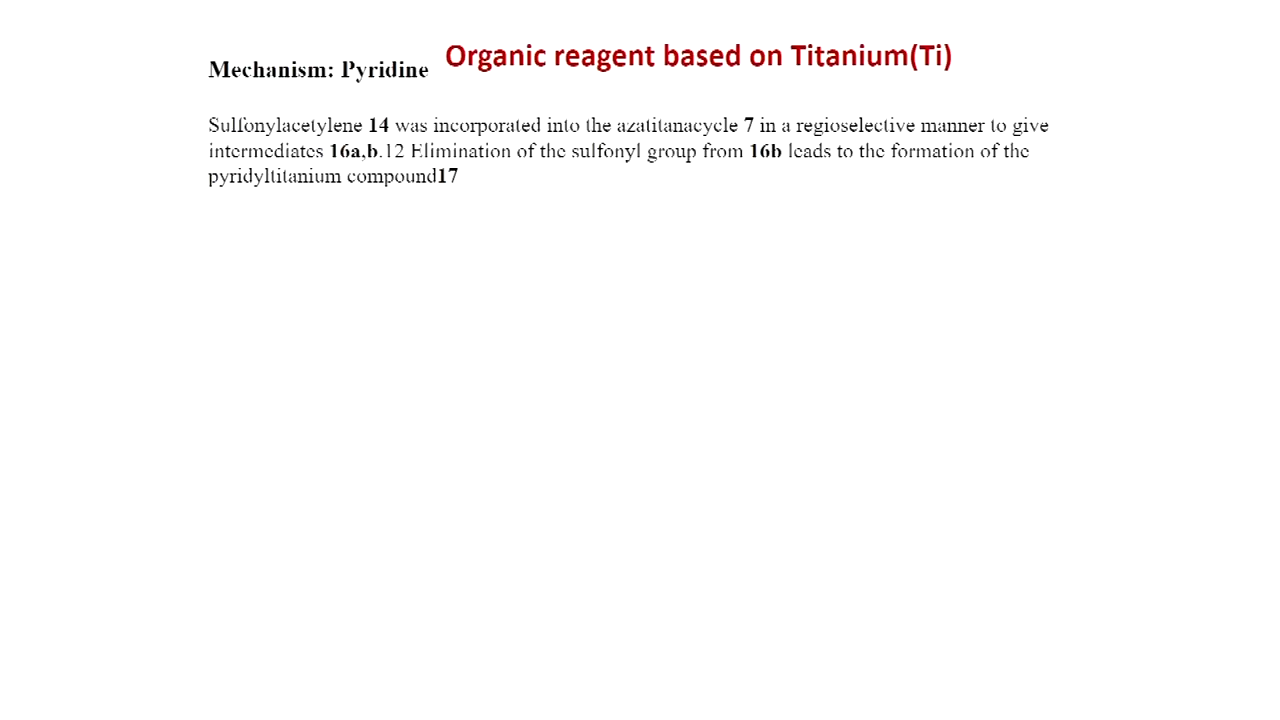 Organic reagent based on Titanium(Ti)
Mechanism: Pyridine
Sulfonylacetylene 14 was incorporated into the azatitanacycle 7 in a regioselective manner to give
intermediates 16a,b.12 Elimination of the sulfonyl group from 16b leads to the formation of the
pyridyltitanium compound17